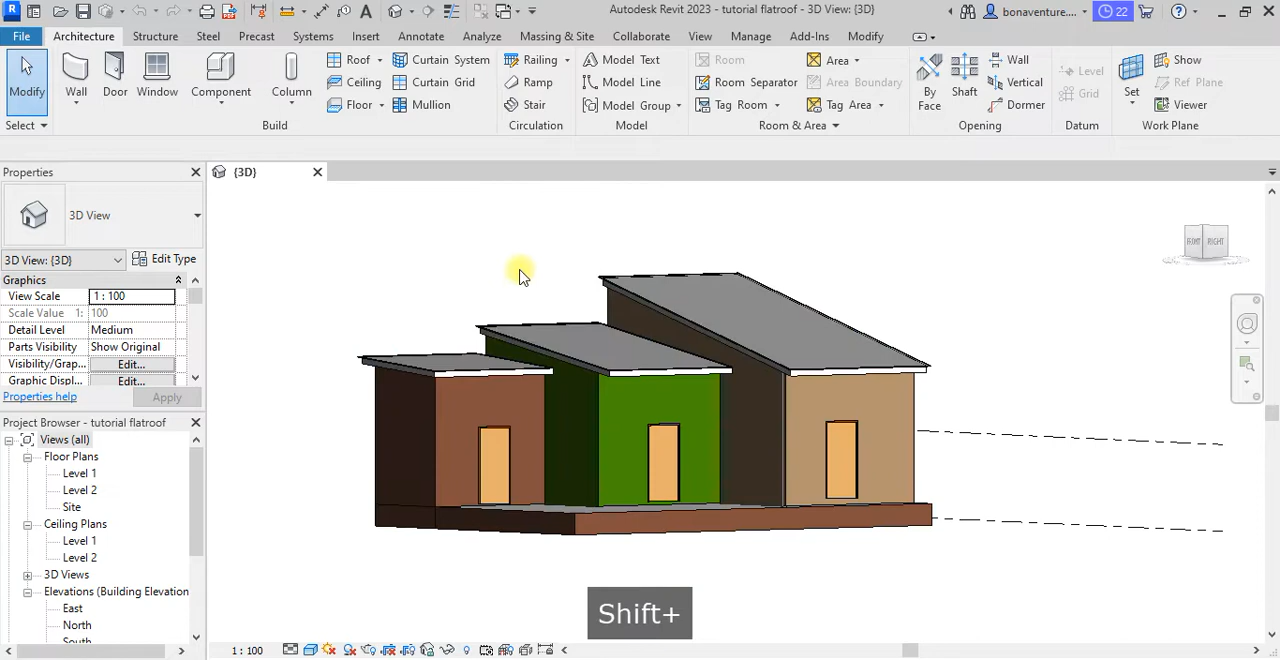 Autodesk Revit 2023 - tutorial flatroof - 3D View: {3D}
bonaventure....
22
File Architecture Structure Steel Precast Systems Insert Annotate Analyze Massing & Site Collaborate View Manage Add-Ins Modify
Modify
Wall
Door
Window
Component
Column
Roof
Ceiling
Floor
Curtain System
Curtain Grid
Mullion
Railing
Ramp
Stair
Model Text
Model Line
Model Group
Room
Room Separator
Tag Room
Area
Area Boundary
Tag Area
By Face
Shaft
Wall
Vertical
Dormer
Level
Grid
Set
Show
Ref Plane
Viewer
Select Build Circulation Model Room & Area Opening Datum Work Plane
Properties
{3D}
3D View
3D View: {3D} Edit Type
Graphics
View Scale 1 : 100
Scale Value 1: 100
Detail Level Medium
Parts Visibility Show Original
Visibility/Grap... Edit...
Graphic Displ... Edit...
Properties help Apply
Project Browser - tutorial flatroof
Views (all)
Floor Plans
Level 1
Level 2
Site
Ceiling Plans
Level 1
Level 2
3D Views
Elevations (Building Elevation
East
North
South
FRONT RIGHT
Shift+
1 : 100